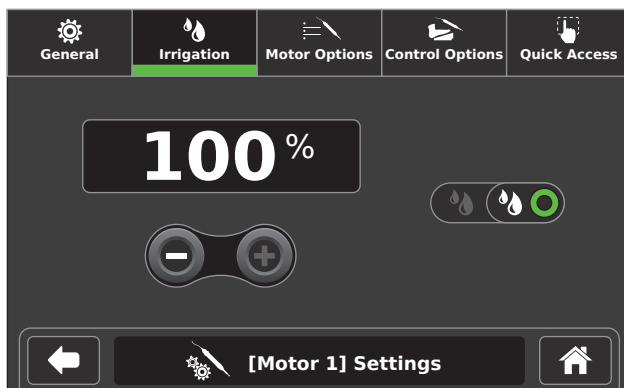 General
Irrigation
Motor Options
Control Options
Quick Access
100 %
[Motor 1] Settings